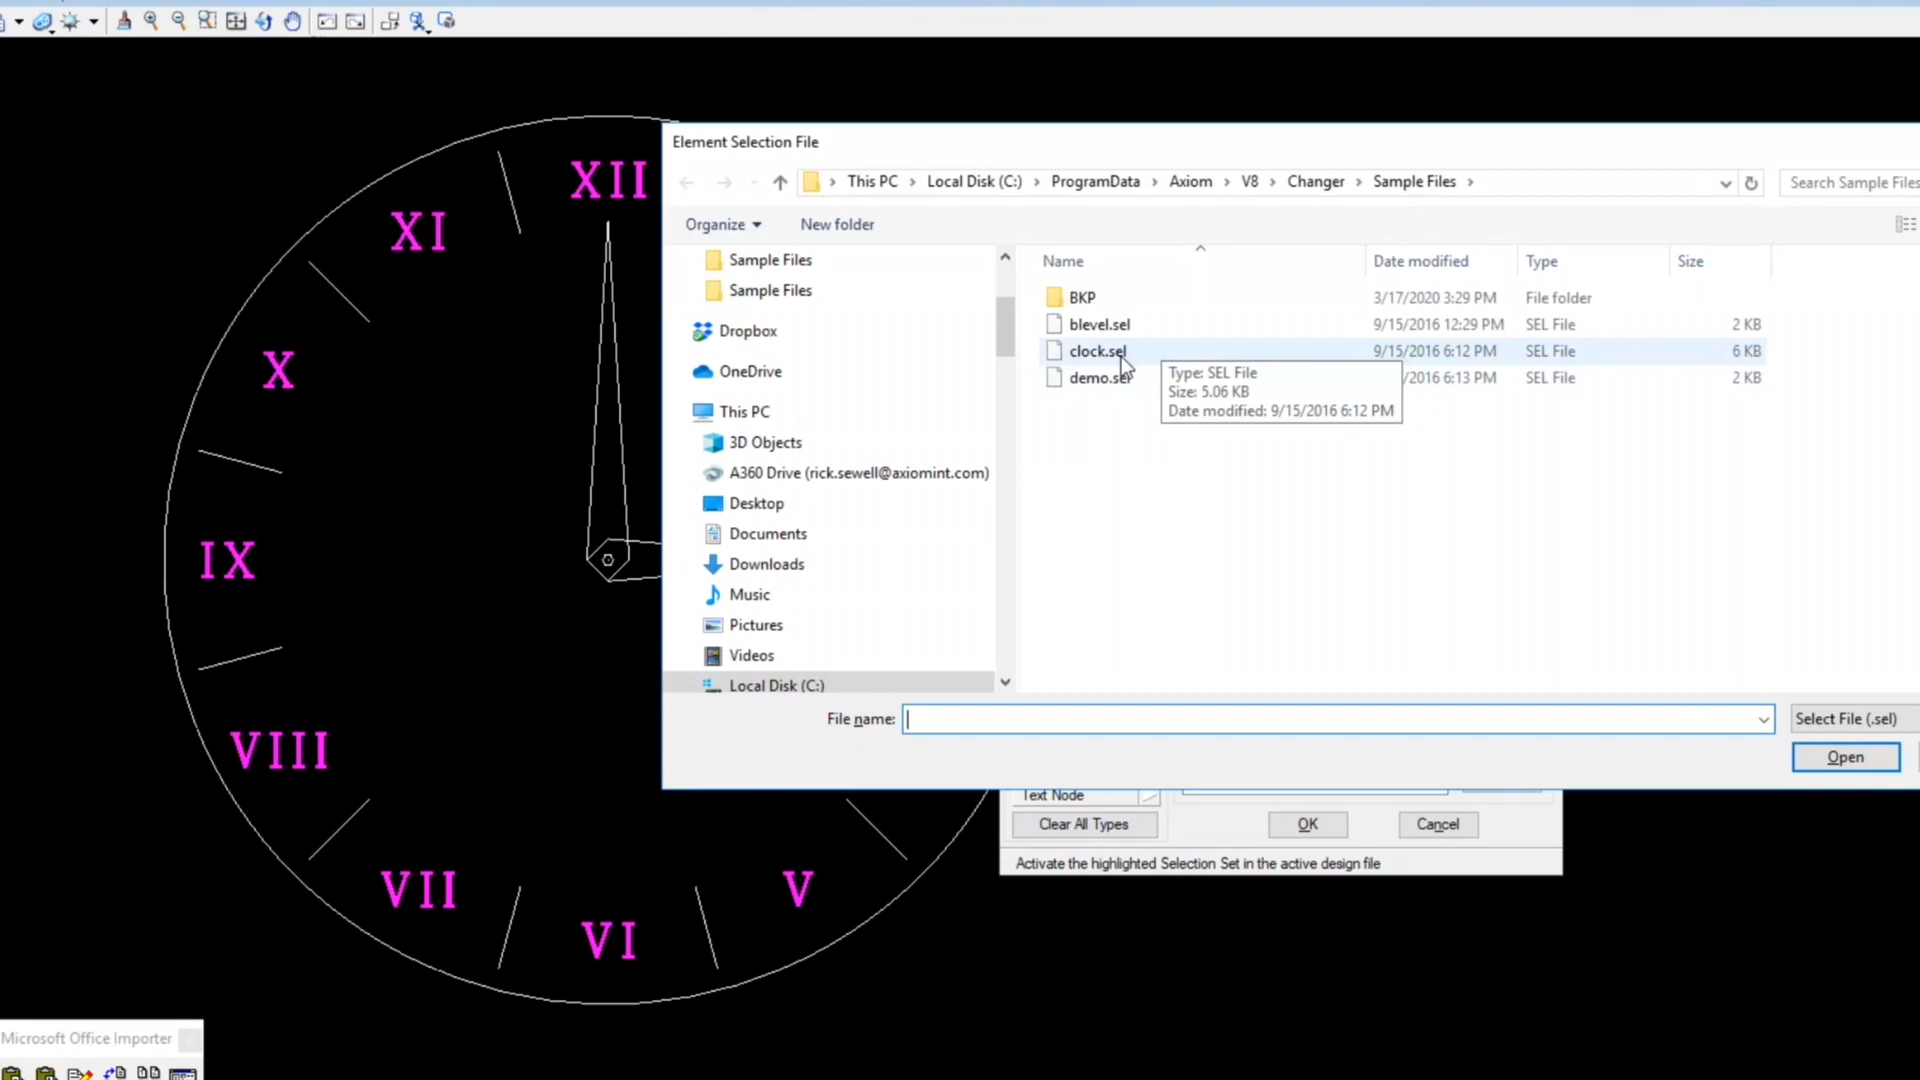 XII
XI
X
IX
VIII
VII
VI
V
Element Selection File
This PC
Local Disk (C:)
ProgramData
Axiom
V8
Changer
Sample Files
Search Sample Files
Organize
New folder
Sample Files
Sample Files
Dropbox
OneDrive
This PC
3D Objects
A360 Drive (rick.sewell@axiomint.com)
Desktop
Documents
Downloads
Music
Pictures
Videos
Local Disk (C:)
Name Date modified Type Size
BKP 3/17/2020 3:29 PM File folder
blevel.sel 9/15/2016 12:29 PM SEL File 2 KB
clock.sel 9/15/2016 6:12 PM SEL File 6 KB
demo.sel /2016 6:13 PM SEL File 2 KB
Type: SEL File
Size: 5.06 KB
Date modified: 9/15/2016 6:12 PM
File name:
Select File (.sel)
Open
Text Node
Clear All Types
OK
Cancel
Activate the highlighted Selection Set in the active design file
Microsoft Office Importer